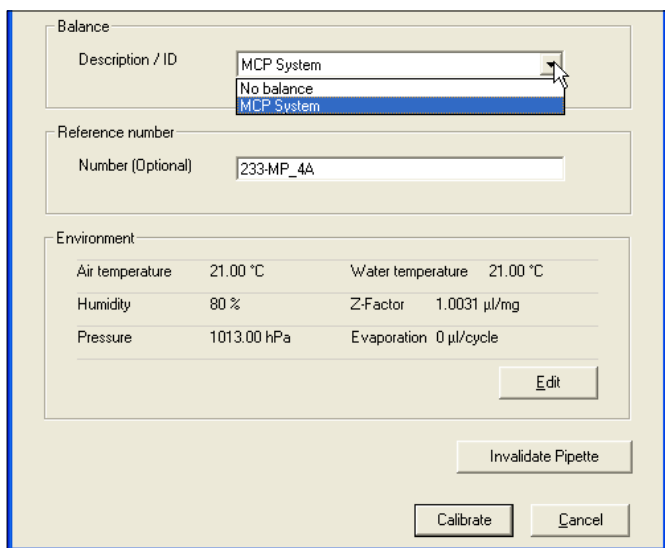 Balance
Description / ID
MCP System
No balance
MCP System
Reference number
Number (Optional)
233-MP_4A
Environment
Air temperature 21.00 °C Water temperature 21.00 °C
Humidity 80 % Z-Factor 1.0031 µl/mg
Pressure 1013.00 hPa Evaporation 0 µl/cycle
Edit
Invalidate Pipette
Calibrate Cancel